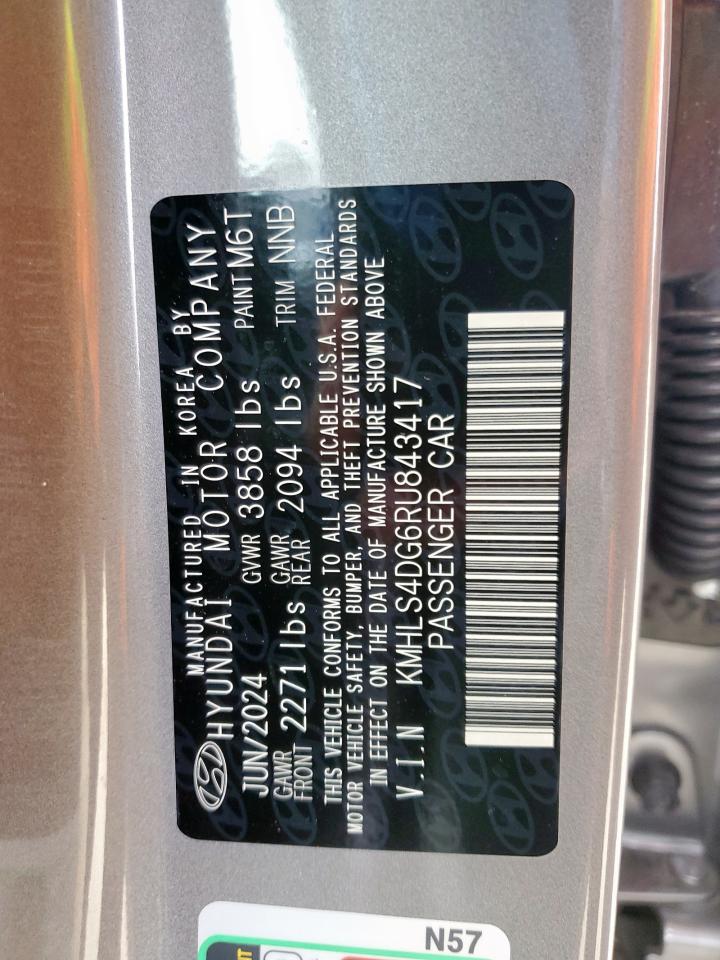 MANUFACTURED IN KOREA BY
HYUNDAI MOTOR COMPANY
JUN/2024 GVWR 3858 lbs PAINT M6T
GAWR FRONT 2271 lbs GAWR REAR 2094 lbs TRIM NNB
THIS VEHICLE CONFORMS TO ALL APPLICABLE U.S.A. FEDERAL
MOTOR VEHICLE SAFETY, BUMPER, AND THEFT PREVENTION STANDARDS
IN EFFECT ON THE DATE OF MANUFACTURE SHOWN ABOVE
V.I.N KMHLS4DG6RU843417
PASSENGER CAR
N57